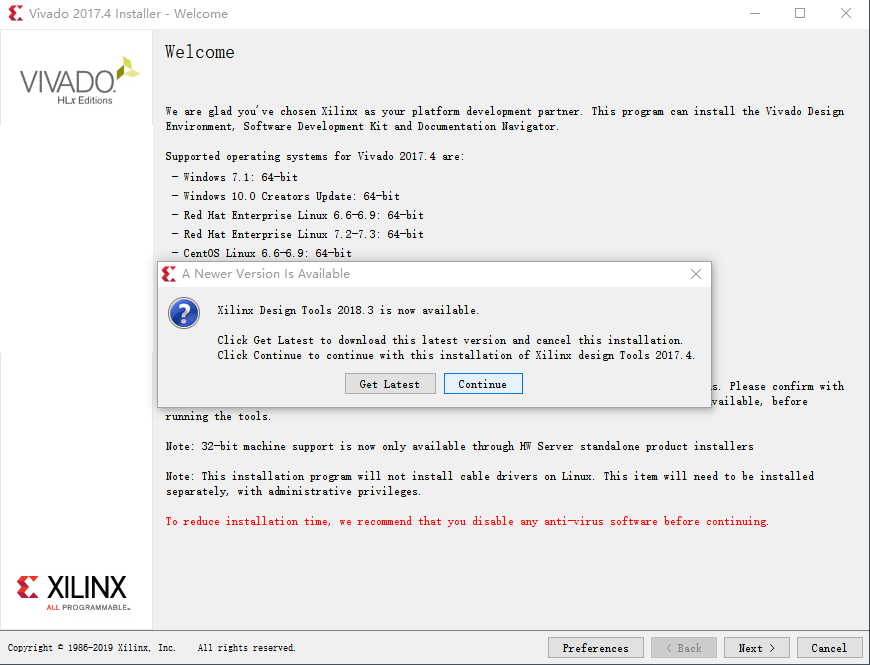 Vivado 2017.4 Installer - Welcome
VIVADO.
HLx Editions
Welcome
We are glad you've chosen Xilinx as your platform development partner. This program can install the Vivado Design
Environment, Software Development Kit and Documentation Navigator.
Supported operating systems for Vivado 2017.4 are:
- Windows 7.1: 64-bit
- Windows 10.0 Creators Update: 64-bit
- Red Hat Enterprise Linux 6.6-6.9: 64-bit
- Red Hat Enterprise Linux 7.2-7.3: 64-bit
- CentOS Linux 6.6-6.9: 64-bit
A Newer Version Is Available
Xilinx Design Tools 2018.3 is now available.
Click Get Latest to download this latest version and cancel this installation.
Click Continue to continue with this installation of Xilinx design Tools 2017.4.
Get Latest Continue
Please confirm with
before
running the tools.
Note: 32-bit machine support is now only available through HW Server standalone product installers
Note: This installation program will not install cable drivers on Linux. This item will need to be installed
separately, with administrative privileges.
To reduce installation time, we recommend that you disable any anti-virus software before continuing.
XILINX
ALL PROGRAMMABLE™
Copyright © 1986-2019 Xilinx, Inc. All rights reserved.
Preferences < Back Next > Cancel